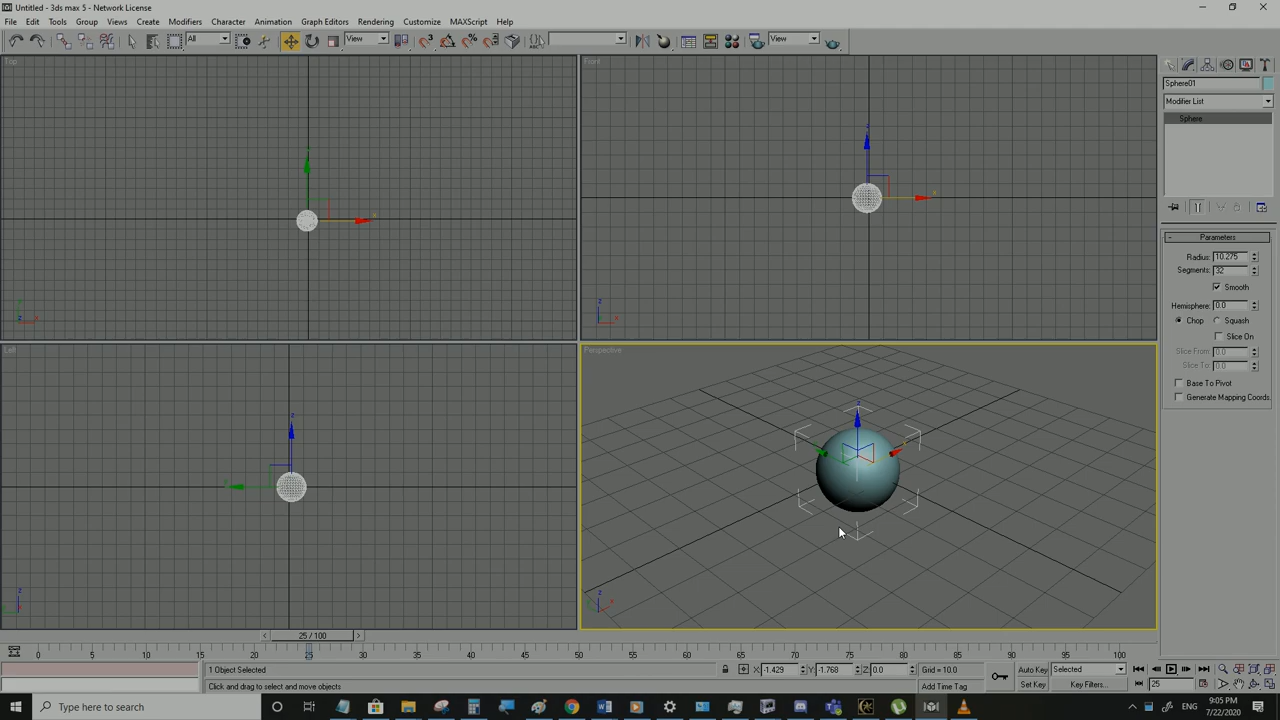 Untitled - 3ds max 5 - Network License
File Edit Tools Group Views Create Modifiers Character Animation Graph Editors Rendering Customize MAXScript Help
All View View
Top Front
Sphere01
Modifier List
Sphere
Parameters
Radius: 10.275
Segments: 32
Smooth
Hemisphere: 0.0
Chop Squash
Slice On
Slice From: 0.0
Slice To: 0.0
Base To Pivot
Generate Mapping Coords.
Left Perspective
25 / 100
0 5 10 15 20 25 30 35 40 45 50 55 60 65 70 75 80 85 90 95 100
1 Object Selected X: -1.429 Y: -1.768 Z: 0.0 Grid = 10.0 Auto Key Selected
Click and drag to select and move objects Add Time Tag Set Key Key Filters... 25
Type here to search
ENG 9:05 PM
7/22/2020